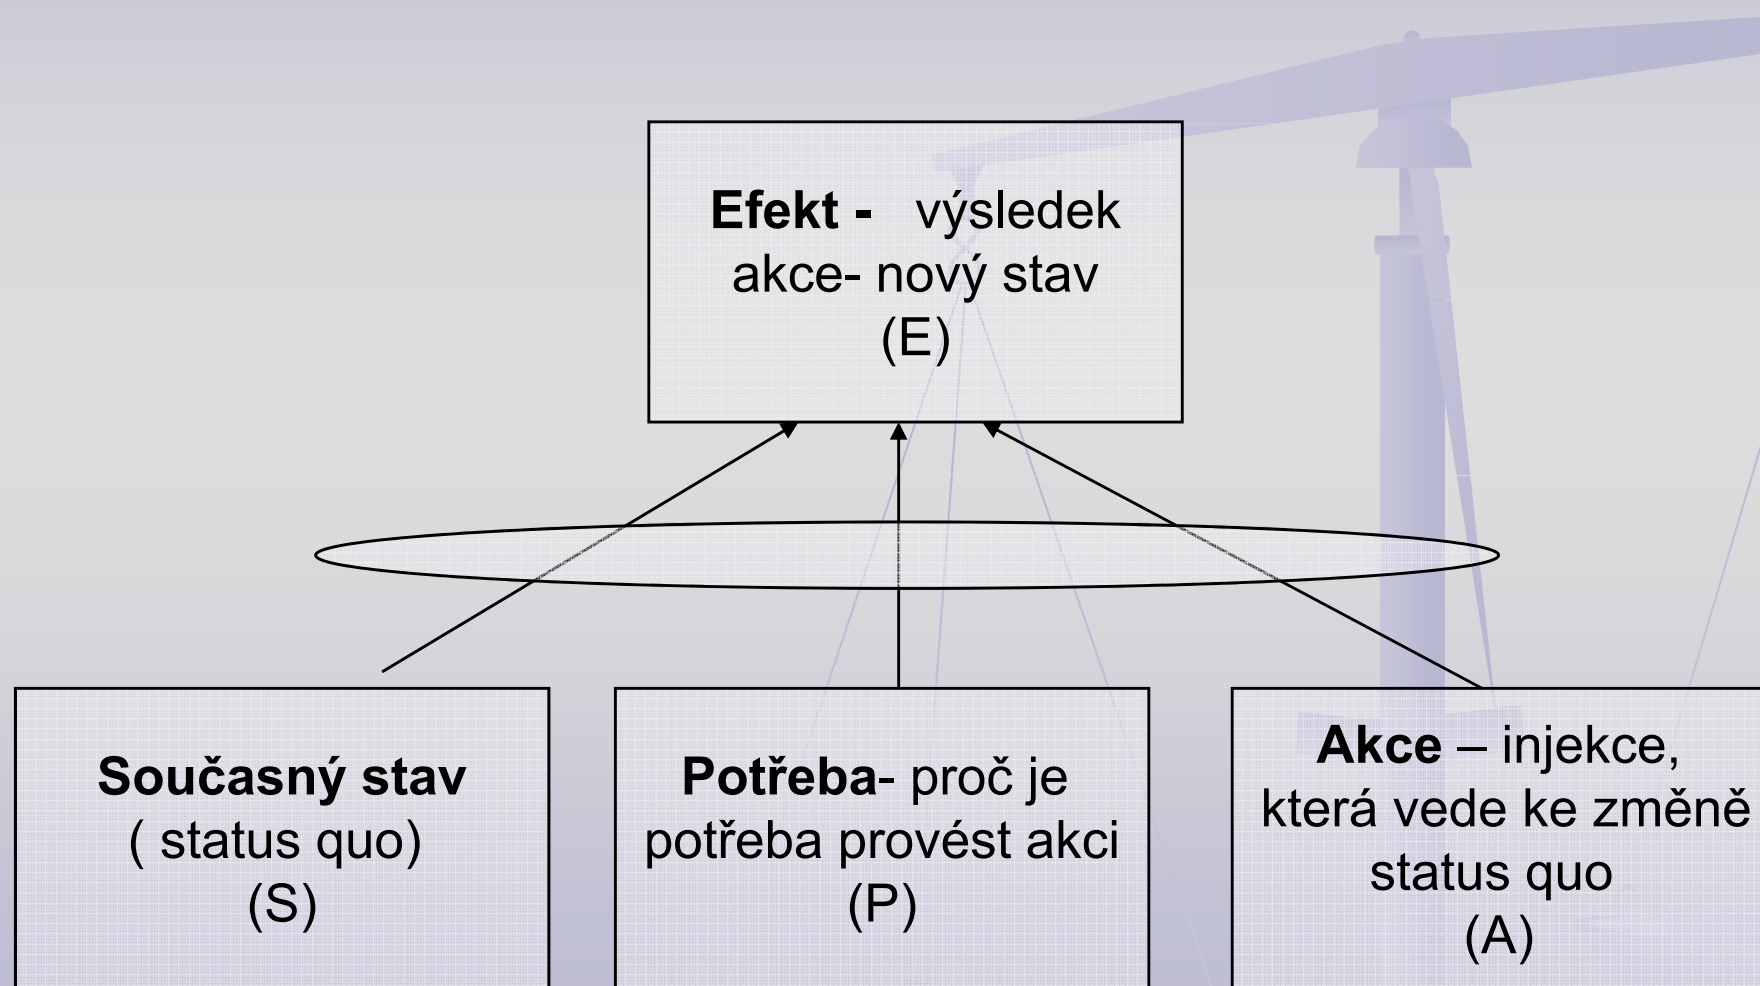 Efekt - výsledek
akce- nový stav
(E)
Současný stav
( status quo)
(S)
Potřeba- proč je
potřeba provést akci
(P)
Akce – injekce,
která vede ke změně
status quo
(A)